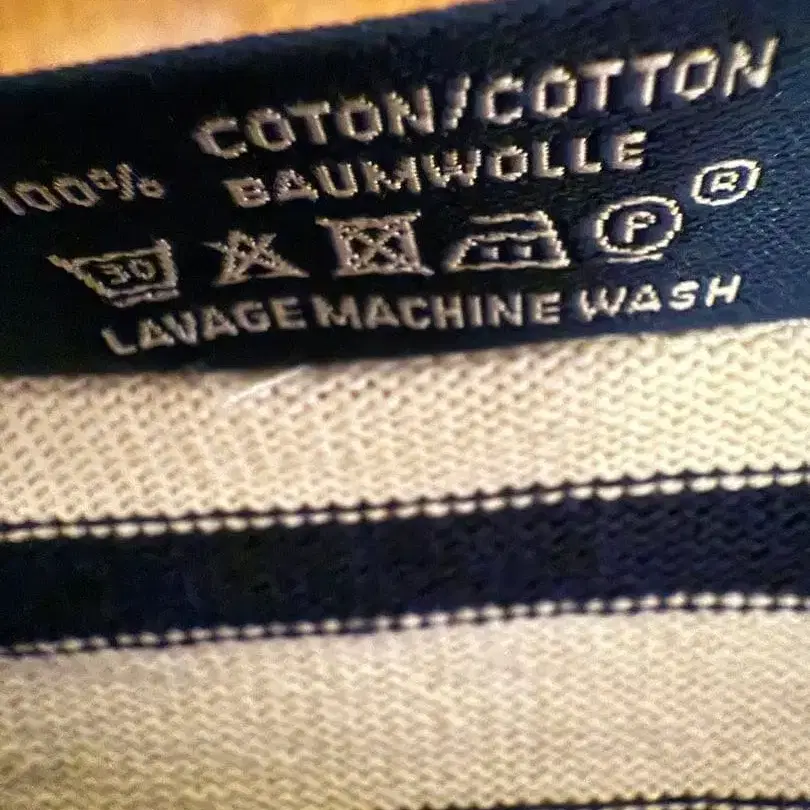 COTON/COTTON
100% BAUMWOLLE
30 P ®
LAVAGE MACHINE WASH